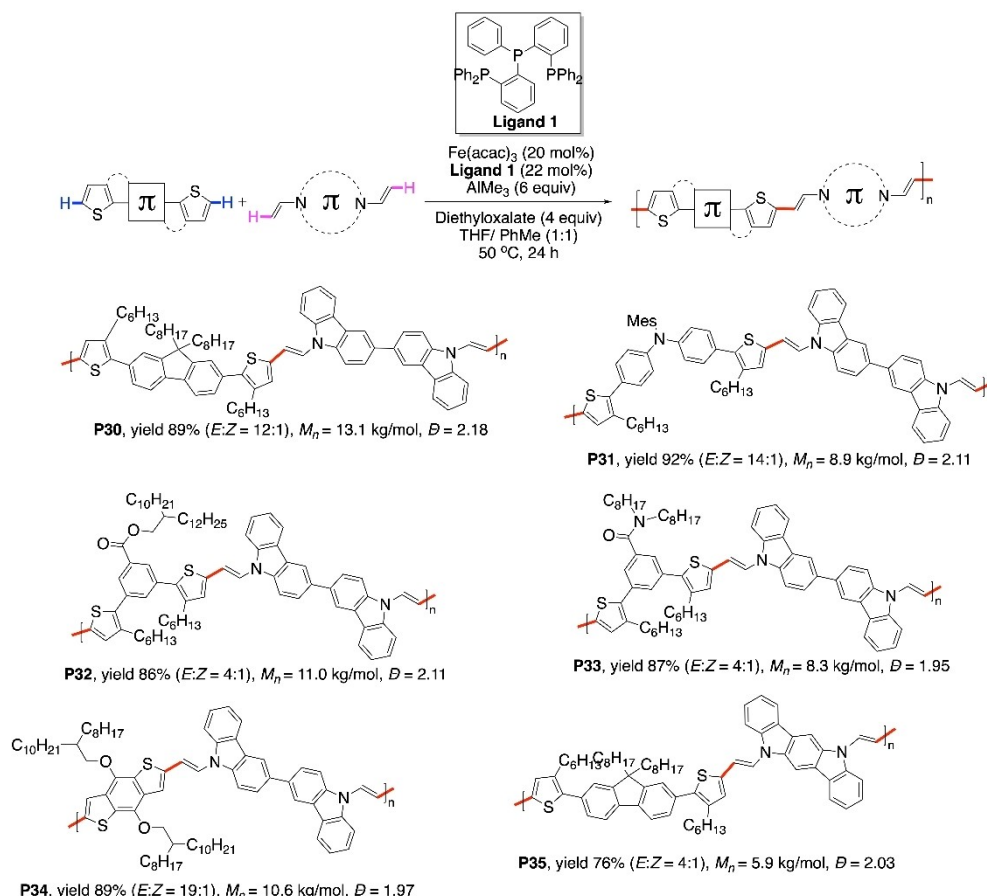 P
Ph₂P PPh₂
Ligand 1
Fe(acac)₃ (20 mol%)
Ligand 1 (22 mol%)
AlMe₃ (6 equiv)
Diethyloxalate (4 equiv)
THF/ PhMe (1:1)
50 °C, 24 h
H S π S H + H N π N H
S π S N π N n
C₆H₁₃ C₈H₁₇ C₈H₁₇ S S C₆H₁₃ N N n
P30, yield 89% (E:Z = 12:1), Mₙ = 13.1 kg/mol, Đ = 2.18
Mes N S C₆H₁₃ S C₆H₁₃ N N n
P31, yield 92% (E:Z = 14:1), Mₙ = 8.9 kg/mol, Đ = 2.11
C₁₀H₂₁ C₁₂H₂₅ O O S C₆H₁₃ S C₆H₁₃ N N n
P32, yield 86% (E:Z = 4:1), Mₙ = 11.0 kg/mol, Đ = 2.11
C₈H₁₇ N C₈H₁₇ O S C₆H₁₃ S C₆H₁₃ N N n
P33, yield 87% (E:Z = 4:1), Mₙ = 8.3 kg/mol, Đ = 1.95
C₈H₁₇ C₁₀H₂₁ O S S O C₁₀H₂₁ C₈H₁₇ N N n
P34, yield 89% (E:Z = 19:1), Mₙ = 10.6 kg/mol, Đ = 1.97
C₆H₁₃ C₈H₁₇ C₈H₁₇ S S C₆H₁₃ N N n
P35, yield 76% (E:Z = 4:1), Mₙ = 5.9 kg/mol, Đ = 2.03